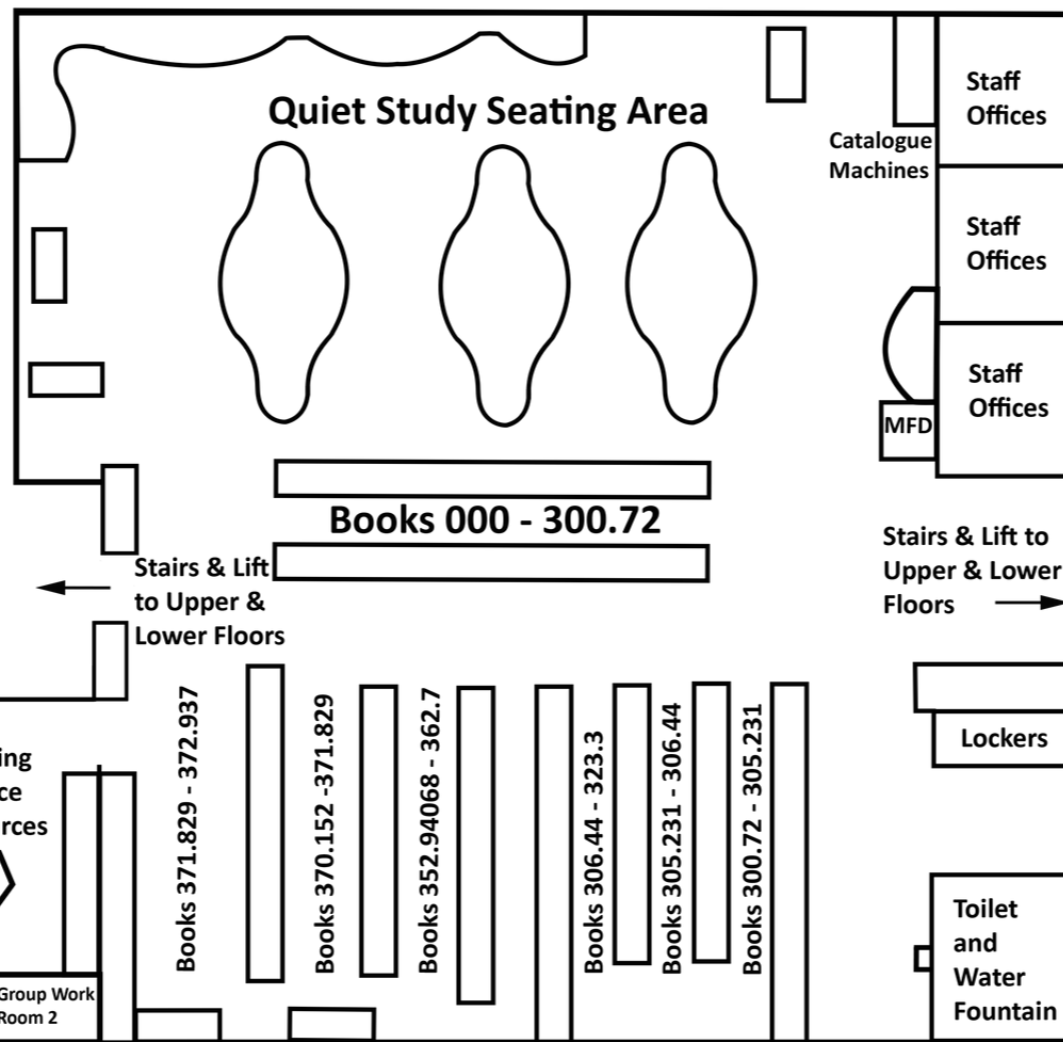 Quiet Study Seating Area
Staff
Offices
Catalogue
Machines
Staff
Offices
Staff
Offices
MFD
Books 000 - 300.72
Stairs & Lift
to Upper &
Lower Floors
Stairs & Lift to
Upper & Lower
Floors
Books 371.829 - 372.937
Books 370.152 -371.829
Books 352.94068 - 362.7
Books 306.44 - 323.3
Books 305.231 - 306.44
Books 300.72 - 305.231
Lockers
Toilet
and
Water
Fountain
Group Work
Room 2